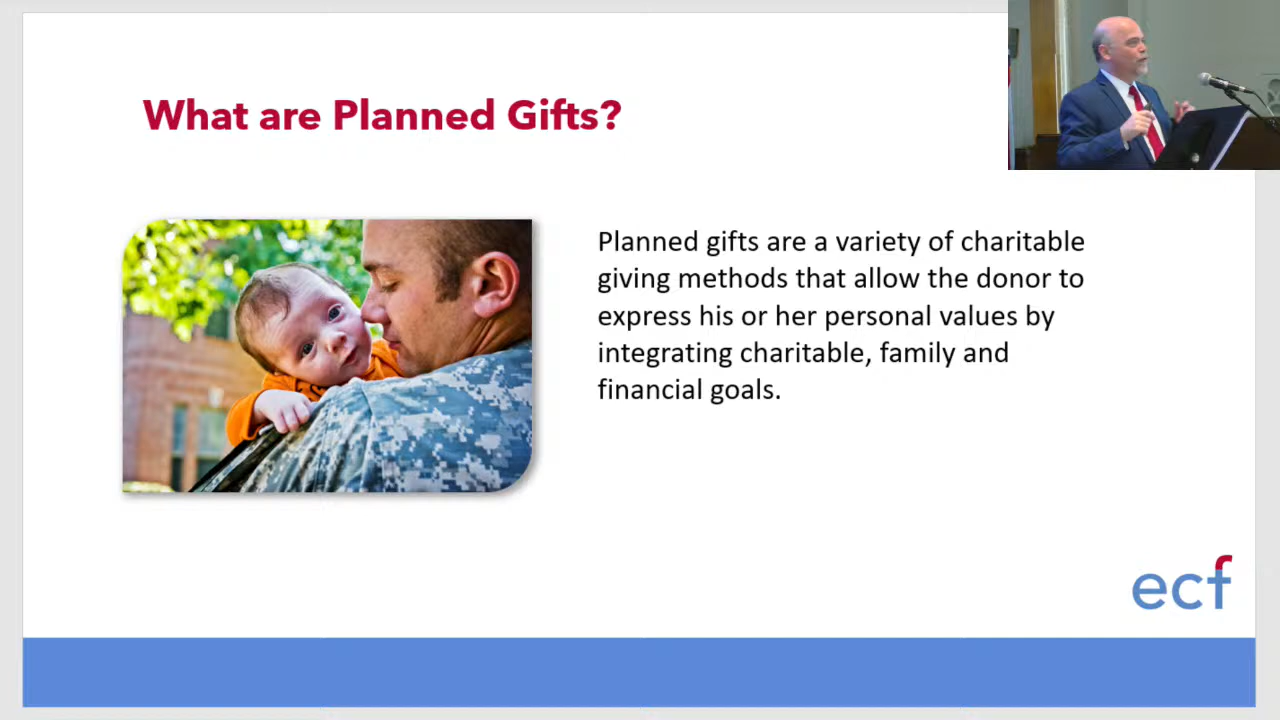 What are Planned Gifts?
Planned gifts are a variety of charitable
giving methods that allow the donor to
express his or her personal values by
integrating charitable, family and
financial goals.
ecf